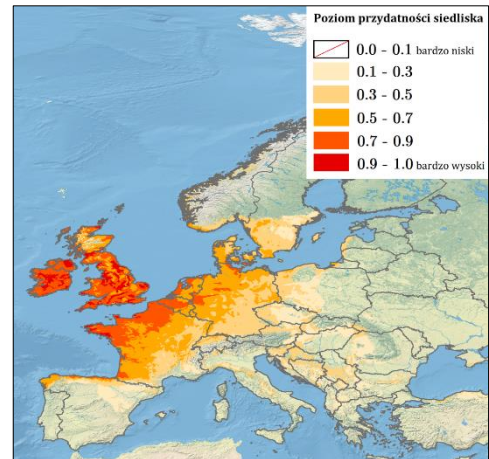 Poziom przydatności siedliska
0.0 - 0.1 bardzo niski
0.1 - 0.3
0.3 - 0.5
0.5 - 0.7
0.7 - 0.9
0.9 - 1.0 bardzo wysoki